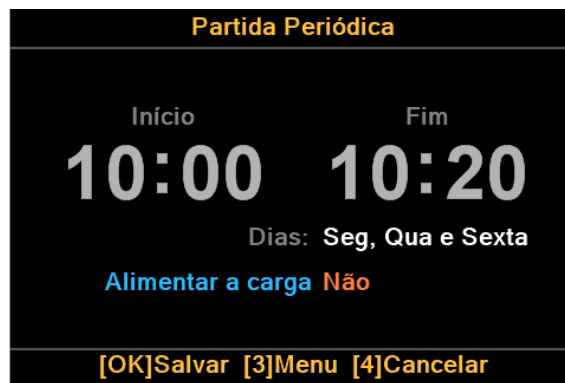 Partida Periódica
Início Fim
10:00 10:20
Dias: Seg, Qua e Sexta
Alimentar a carga Não
[OK]Salvar [3]Menu [4]Cancelar